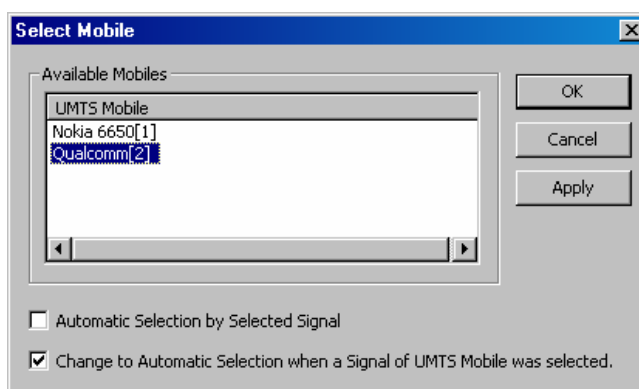 Select Mobile
Available Mobiles
UMTS Mobile
Nokia 6650[1]
Qualcomm[2]
OK
Cancel
Apply
Automatic Selection by Selected Signal
Change to Automatic Selection when a Signal of UMTS Mobile was selected.